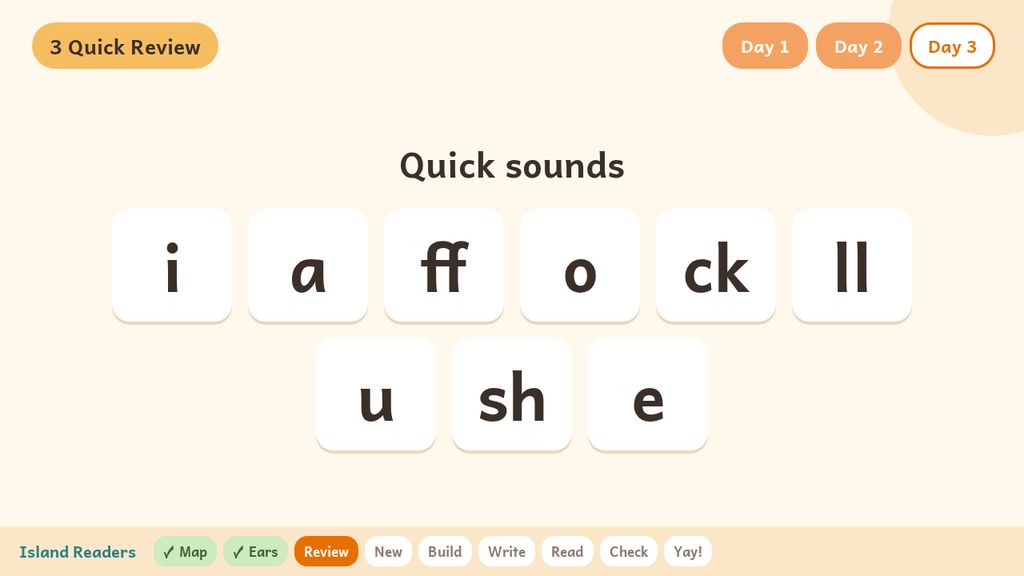 3 Quick Review
Day 1 Day 2 Day 3
Quick sounds
i a ff o ck ll
u sh e
Island Readers ✓ Map ✓ Ears Review New Build Write Read Check Yay!